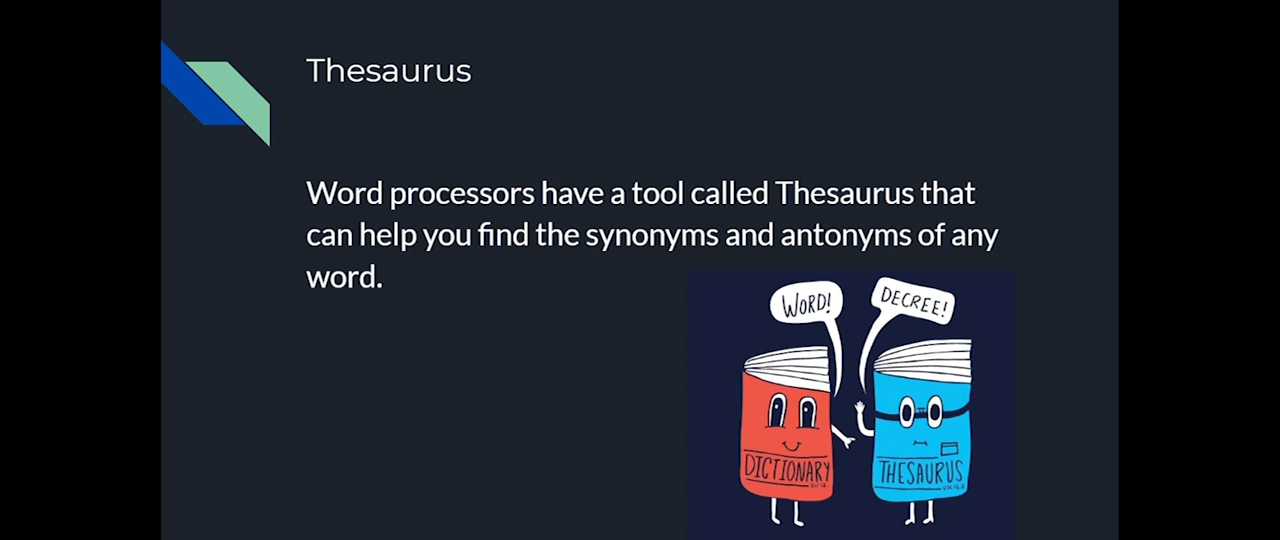 Thesaurus
Word processors have a tool called Thesaurus that
can help you find the synonyms and antonyms of any
word.
WORD!
DECREE!
DICTIONARY
THESAURUS